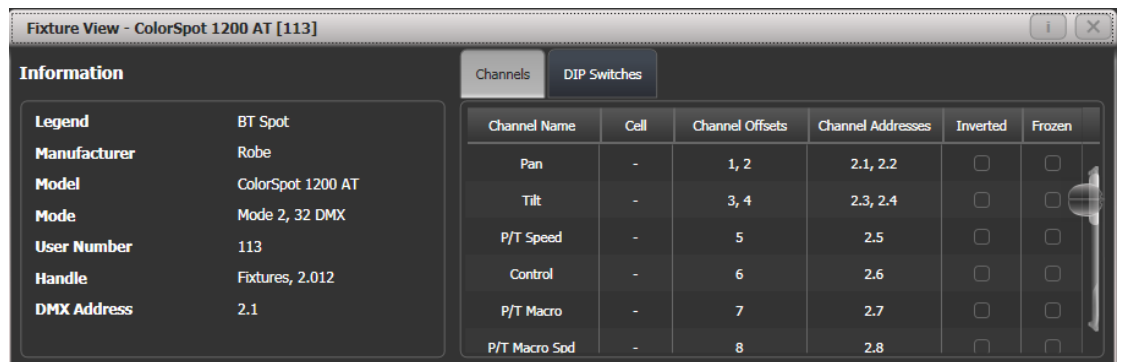 Fixture View - ColorSpot 1200 AT [113]
i
Information
Channels DIP Switches
Legend BT Spot
Manufacturer Robe
Model ColorSpot 1200 AT
Mode Mode 2, 32 DMX
User Number 113
Handle Fixtures, 2.012
DMX Address 2.1
Channel Name Cell Channel Offsets Channel Addresses Inverted Frozen
Pan - 1, 2 2.1, 2.2
Tilt - 3, 4 2.3, 2.4
P/T Speed - 5 2.5
Control - 6 2.6
P/T Macro - 7 2.7
P/T Macro Spd - 8 2.8